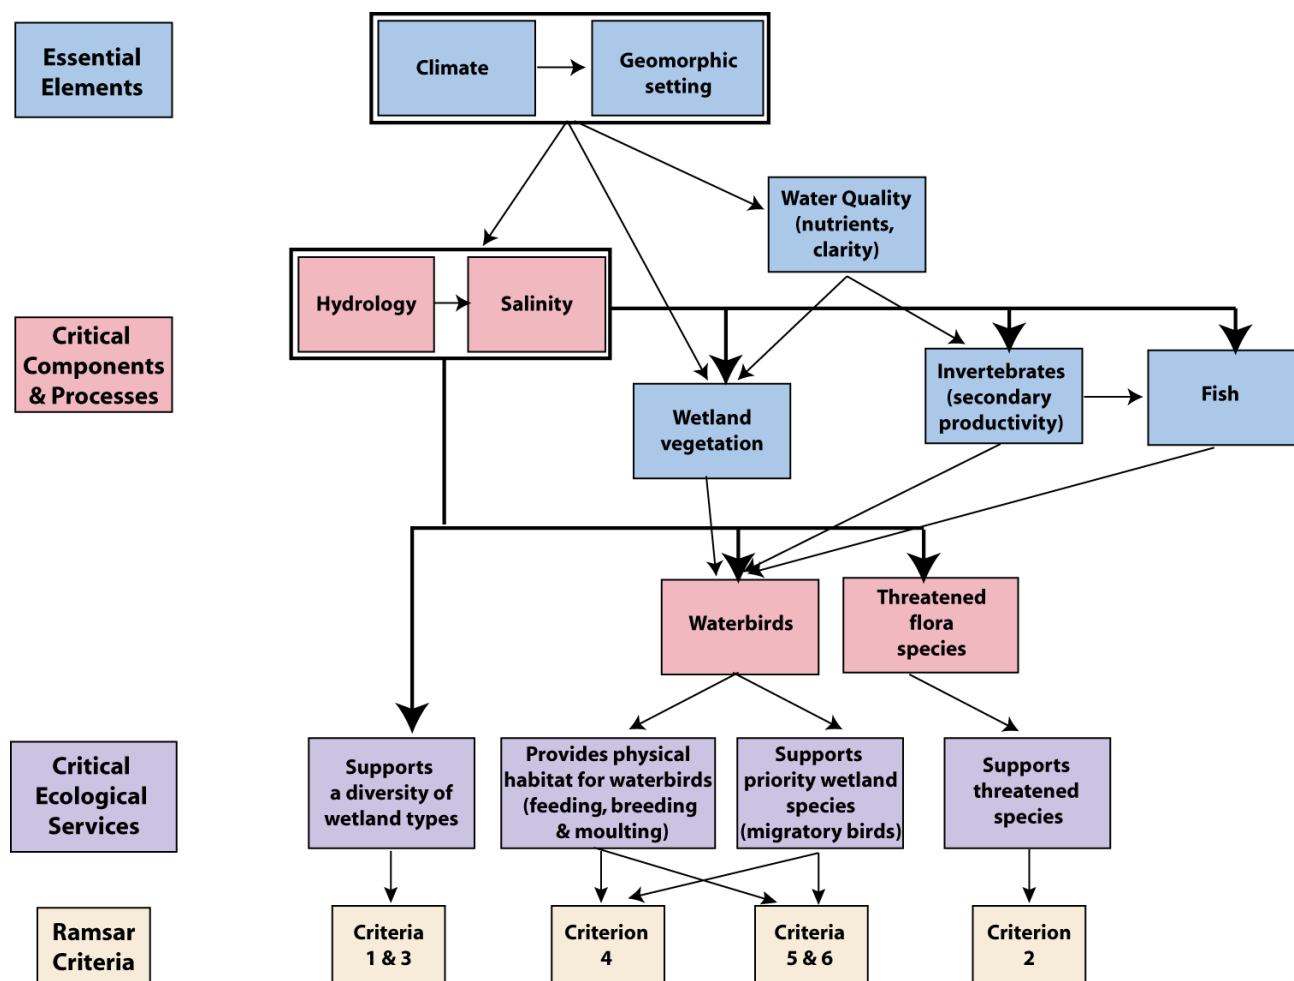 Essential
Elements
Climate
Geomorphic
setting
Water Quality
(nutrients,
clarity)
Hydrology
Salinity
Critical
Components
& Processes
Wetland
vegetation
Invertebrates
(secondary
productivity)
Fish
Waterbirds
Threatened
flora
species
Critical
Ecological
Services
Supports
a diversity of
wetland types
Provides physical
habitat for waterbirds
(feeding, breeding
& moulting)
Supports
priority wetland
species
(migratory birds)
Supports
threatened
species
Ramsar
Criteria
Criteria
1 & 3
Criterion
4
Criteria
5 & 6
Criterion
2